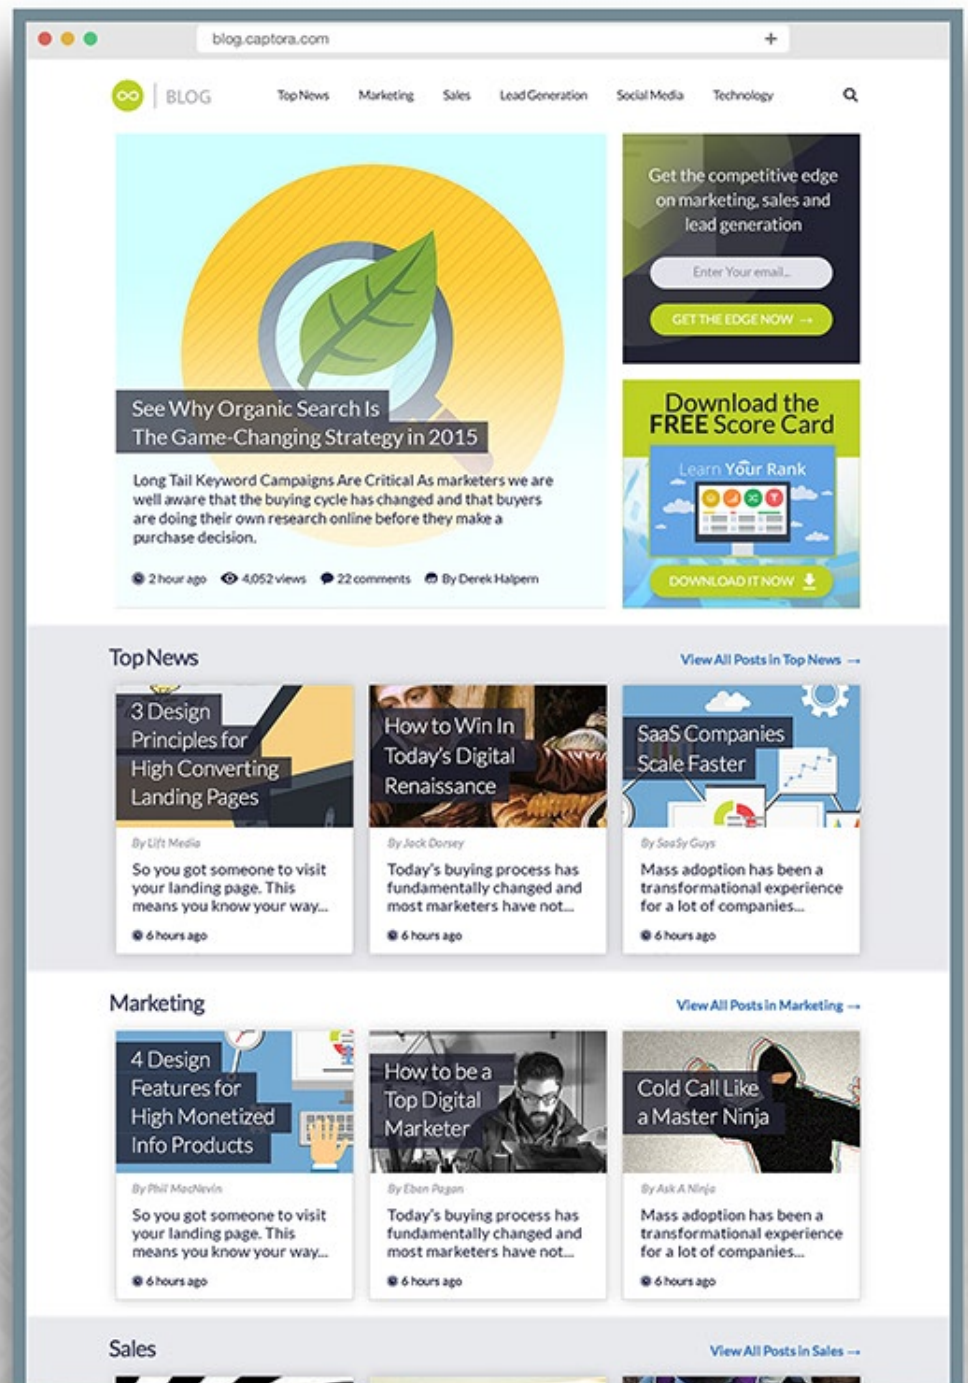 blog.captora.com
BLOG
Top News Marketing Sales Lead Generation Social Media Technology
See Why Organic Search Is
The Game-Changing Strategy in 2015
Long Tail Keyword Campaigns Are Critical As marketers we are
well aware that the buying cycle has changed and that buyers
are doing their own research online before they make a
purchase decision.
2 hour ago 4,052 views 22 comments By Derek Halpern
Get the competitive edge
on marketing, sales and
lead generation
Enter Your email...
GET THE EDGE NOW →
Download the
FREE Score Card
Learn Your Rank
DOWNLOAD IT NOW
Top News
View All Posts in Top News →
3 Design
Principles for
High Converting
Landing Pages
By Lift Media
So you got someone to visit
your landing page. This
means you know your way...
6 hours ago
How to Win In
Today's Digital
Renaissance
By Jack Dorsey
Today's buying process has
fundamentally changed and
most marketers have not...
6 hours ago
SaaS Companies
Scale Faster
By SaaSy Guys
Mass adoption has been a
transformational experience
for a lot of companies...
6 hours ago
Marketing
View All Posts in Marketing →
4 Design
Features for
High Monetized
Info Products
By Phil MacNevin
So you got someone to visit
your landing page. This
means you know your way...
6 hours ago
How to be a
Top Digital
Marketer
By Eben Pagan
Today's buying process has
fundamentally changed and
most marketers have not...
6 hours ago
Cold Call Like
a Master Ninja
By Ask A Ninja
Mass adoption has been a
transformational experience
for a lot of companies...
6 hours ago
Sales
View All Posts in Sales →